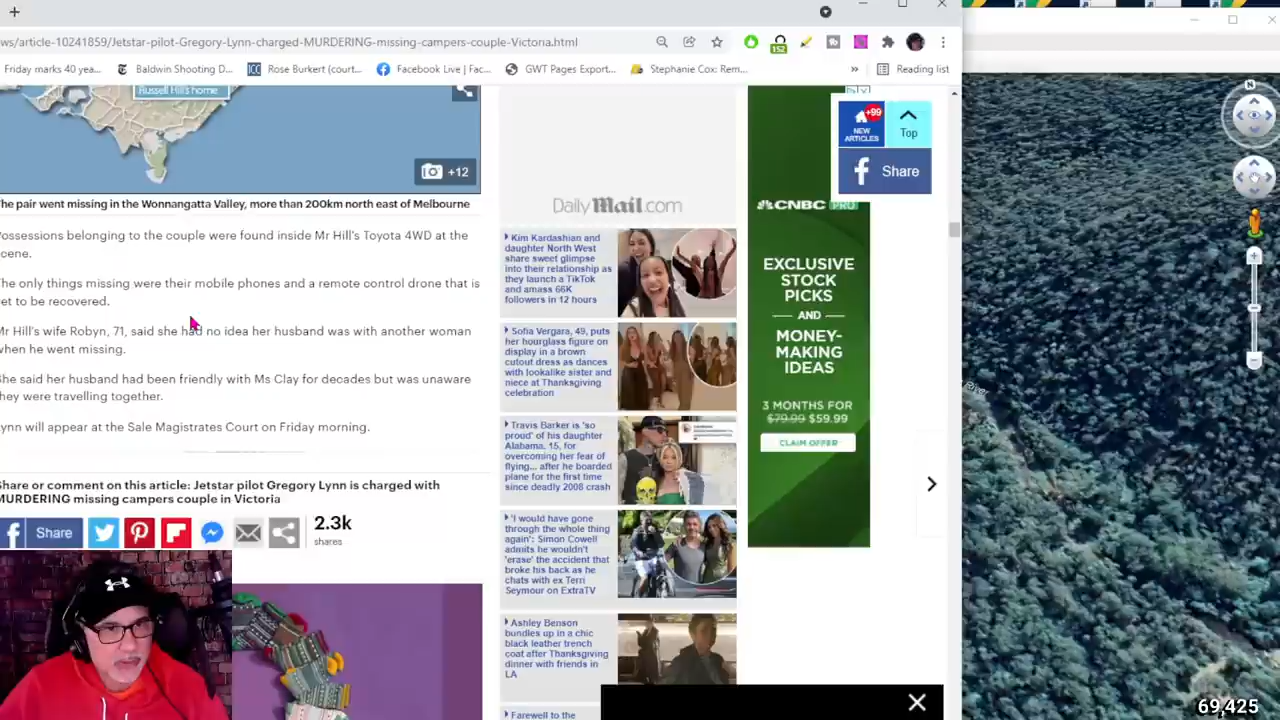 ws/article-10251859/Jetstar-pilot-Gregory-Lynn-charged-MURDERING-missing-campers-couple-Victoria.html
152
Friday marks 40 yea...
Baldwin Shooting D...
Rose Burkert (court...
Facebook Live | Fac...
GWT Pages Export...
Stephanie Cox: Rem...
»
Reading list
Russell Hill's home
+12
The pair went missing in the Wonnangatta Valley, more than 200km north east of Melbourne
Possessions belonging to the couple were found inside Mr Hill's Toyota 4WD at the
scene.
The only things missing were their mobile phones and a remote control drone that is
yet to be recovered.
Mr Hill's wife Robyn, 71, said she had no idea her husband was with another woman
when he went missing.
She said her husband had been friendly with Ms Clay for decades but was unaware
they were travelling together.
Lynn will appear in Sale Magistrates Court on Friday morning.
Share or comment on this article: Jetstar pilot Gregory Lynn is charged with
MURDERING missing campers couple in Victoria
Share
2.3k
shares
Daily Mail.com
Kim Kardashian and
daughter North West
share sweet glimpse
into their relationship as
they launch a TikTok
and amass 66K
followers in 12 hours
Sofia Vergara, 49, puts
her hourglass figure on
display in a brown
cutout dress as dances
with lookalike sister and
niece at Thanksgiving
celebration
Travis Barker is 'so
proud' of his daughter
Alabama, 15, for
overcoming her fear of
flying... after he boarded
plane for the first time
since deadly 2008 crash
'I would have gone
through the whole thing
again': Simon Cowell
admits he wouldn't
'erase' the accident that
broke his back as he
chats with ex Terri
Seymour on ExtraTV
Ashley Benson
bundles up in a chic
black leather trench
coat after Thanksgiving
dinner with friends in
LA
Farewell to the
+99
NEW
ARTICLES
Top
Share
CNBC PRO
EXCLUSIVE
STOCK
PICKS
AND
MONEY-
MAKING
IDEAS
3 MONTHS FOR
$79.99 $59.99
CLAIM OFFER
N
River
69,425